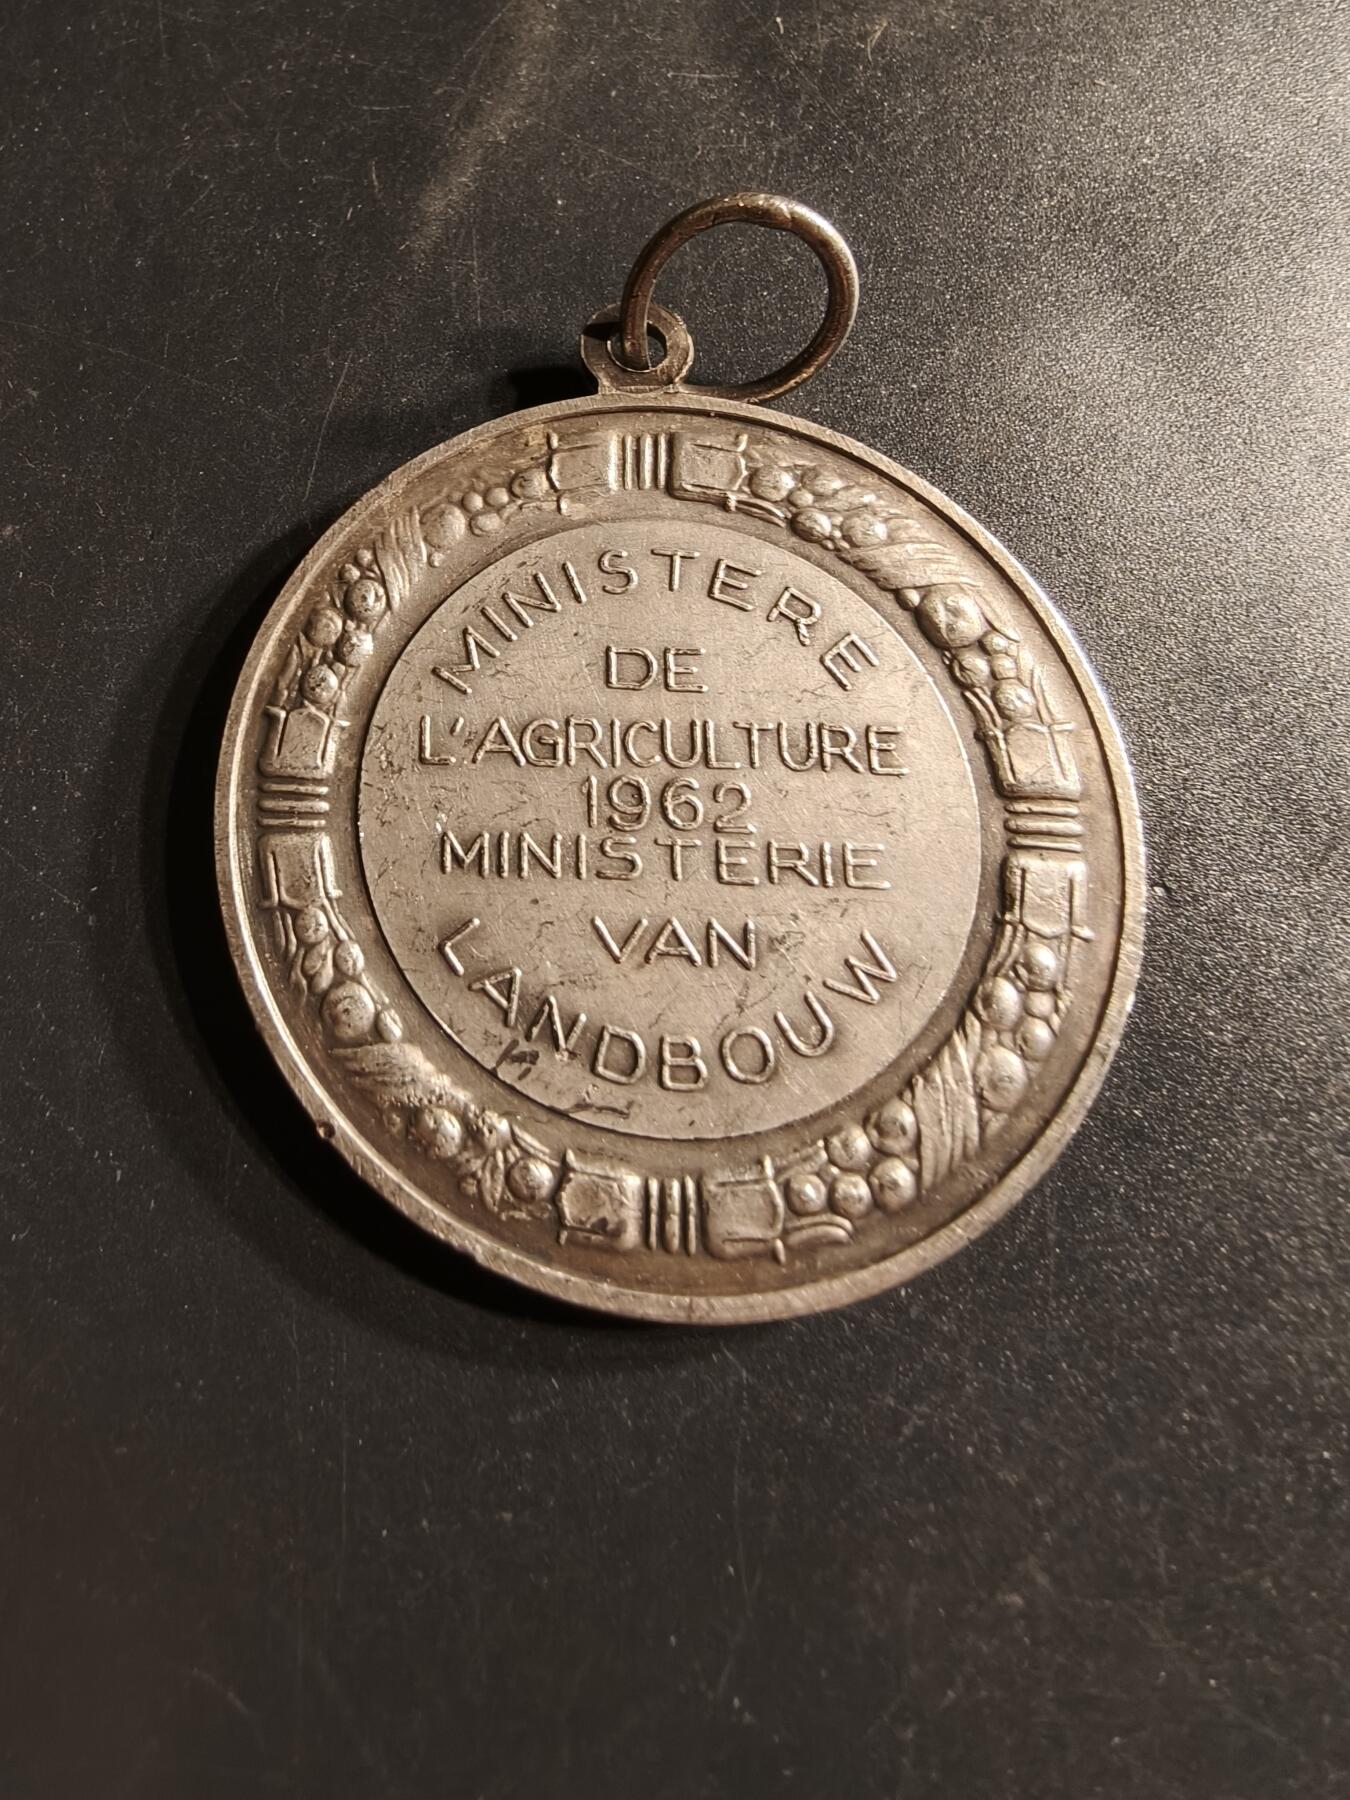 MINISTERE
DE
L'AGRICULTURE
1962
MINISTERIE
VAN
LANDBOUW